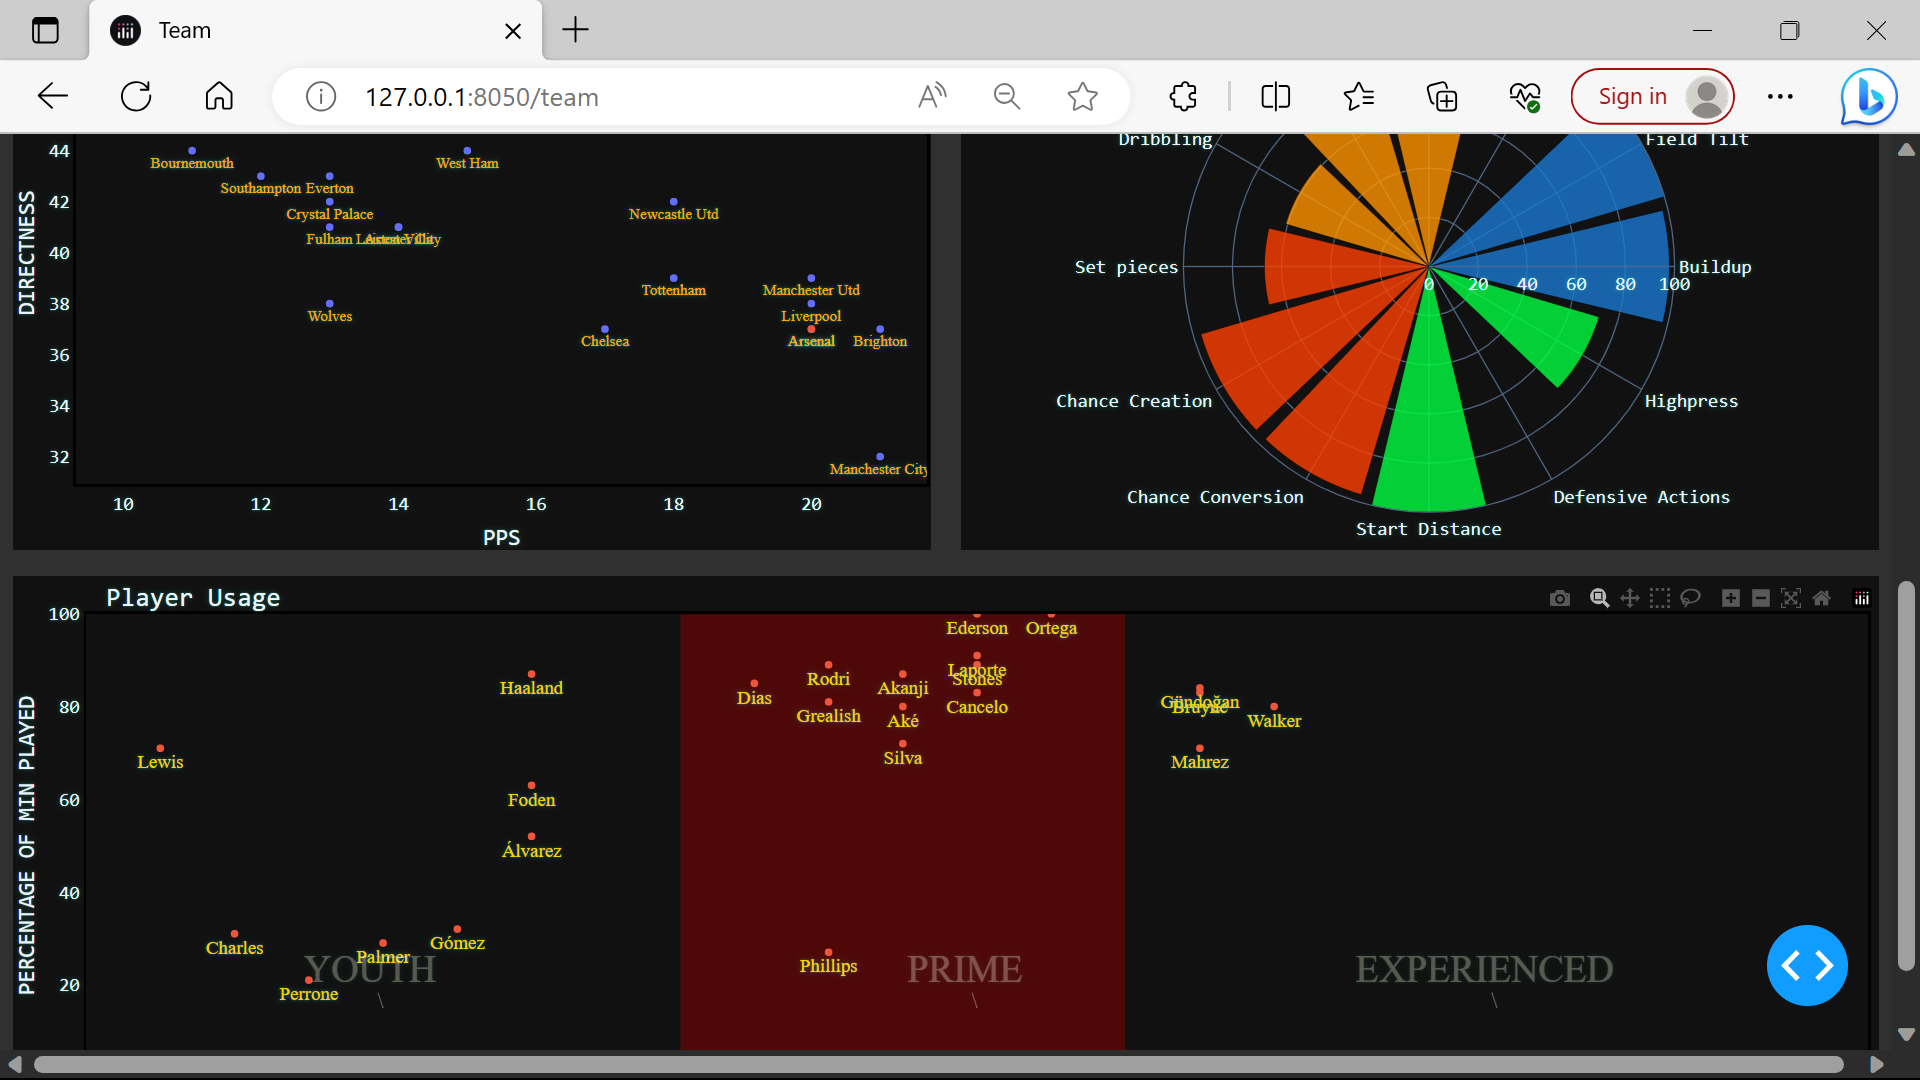 Team
127.0.0.1:8050/team
Sign in
44
42
40
38
36
34
32
DIRECTNESS
Bournemouth
West Ham
Southampton Everton
Crystal Palace
Newcastle Utd
Fulham Leicester City
Aston Villa
Tottenham
Manchester Utd
Wolves
Liverpool
Chelsea
Arsenal
Brighton
Manchester City
10 12 14 16 18 20
PPS
Dribbling
Field Tilt
Set pieces
Buildup
0 20 40 60 80 100
Chance Creation
Highpress
Chance Conversion
Defensive Actions
Start Distance
Player Usage
100
80
60
40
20
PERCENTAGE OF MIN PLAYED
Ederson
Ortega
Laporte
Stones
Rodri
Haaland
Akanji
Dias
Gündoğan
Bruyne
Cancelo
Grealish
Aké
Walker
Silva
Lewis
Mahrez
Foden
Álvarez
Charles
Gómez
Palmer
Phillips
Perrone
YOUTH
\
PRIME
\
EXPERIENCED
\